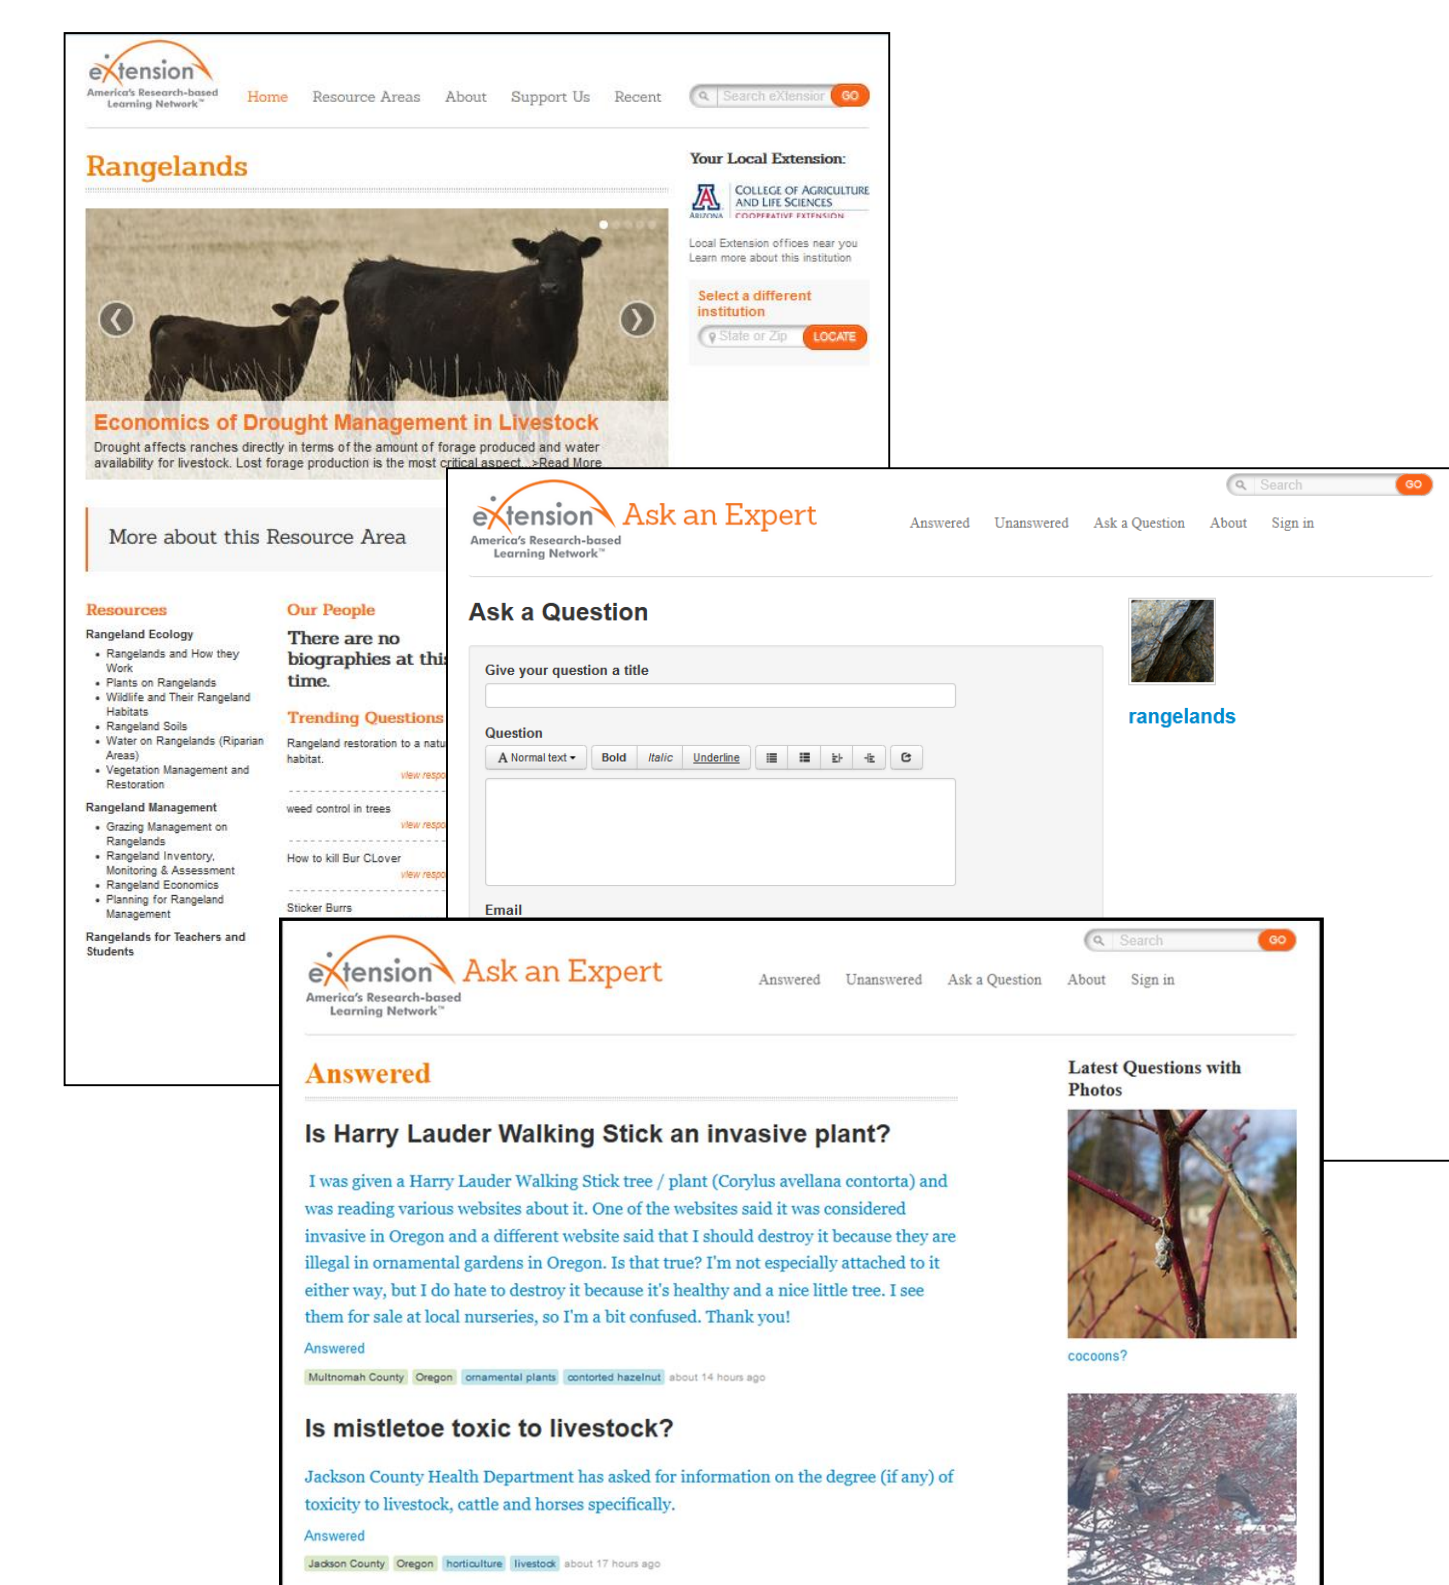 eXtension
America's Research-based
Learning Network™
Home Resource Areas About Support Us Recent
Search eXtension GO
Rangelands
Your Local Extension:
A
ARIZONA
COLLEGE OF AGRICULTURE
AND LIFE SCIENCES
COOPERATIVE EXTENSION
Local Extension offices near you
Learn more about this institution
Select a different
institution
State or Zip LOCATE
Economics of Drought Management in Livestock
Drought affects ranches directly in terms of the amount of forage produced and water
availability for livestock. Lost forage production is the most critical aspect...>Read More
More about this Resource Area
Resources
Rangeland Ecology
• Rangelands and How they
Work
• Plants on Rangelands
• Wildlife and Their Rangeland
Habitats
• Rangeland Soils
• Water on Rangelands (Riparian
Areas)
• Vegetation Management and
Restoration
Rangeland Management
• Grazing Management on
Rangelands
• Rangeland Inventory,
Monitoring & Assessment
• Rangeland Economics
• Planning for Rangeland
Management
Rangelands for Teachers and
Students
Our People
There are no
biographies at this
time.
Trending Questions
Rangeland restoration to a natu
habitat.
view respo
weed control in trees
view respo
How to kill Bur CLover
view respo
Sticker Burrs
eXtension
America's Research-based
Learning Network™
Ask an Expert
Search GO
Answered Unanswered Ask a Question About Sign in
Ask a Question
Give your question a title
Question
A Normal text Bold Italic Underline
Email
rangelands
eXtension
America's Research-based
Learning Network™
Ask an Expert
Search GO
Answered Unanswered Ask a Question About Sign in
Answered
Is Harry Lauder Walking Stick an invasive plant?
I was given a Harry Lauder Walking Stick tree / plant (Corylus avellana contorta) and
was reading various websites about it. One of the websites said it was considered
invasive in Oregon and a different website said that I should destroy it because they are
illegal in ornamental gardens in Oregon. Is that true? I'm not especially attached to it
either way, but I do hate to destroy it because it's healthy and a nice little tree. I see
them for sale at local nurseries, so I'm a bit confused. Thank you!
Answered
Multnomah County Oregon ornamental plants contorted hazelnut about 14 hours ago
Is mistletoe toxic to livestock?
Jackson County Health Department has asked for information on the degree (if any) of
toxicity to livestock, cattle and horses specifically.
Answered
Jackson County Oregon horticulture livestock about 17 hours ago
Latest Questions with
Photos
cocoons?